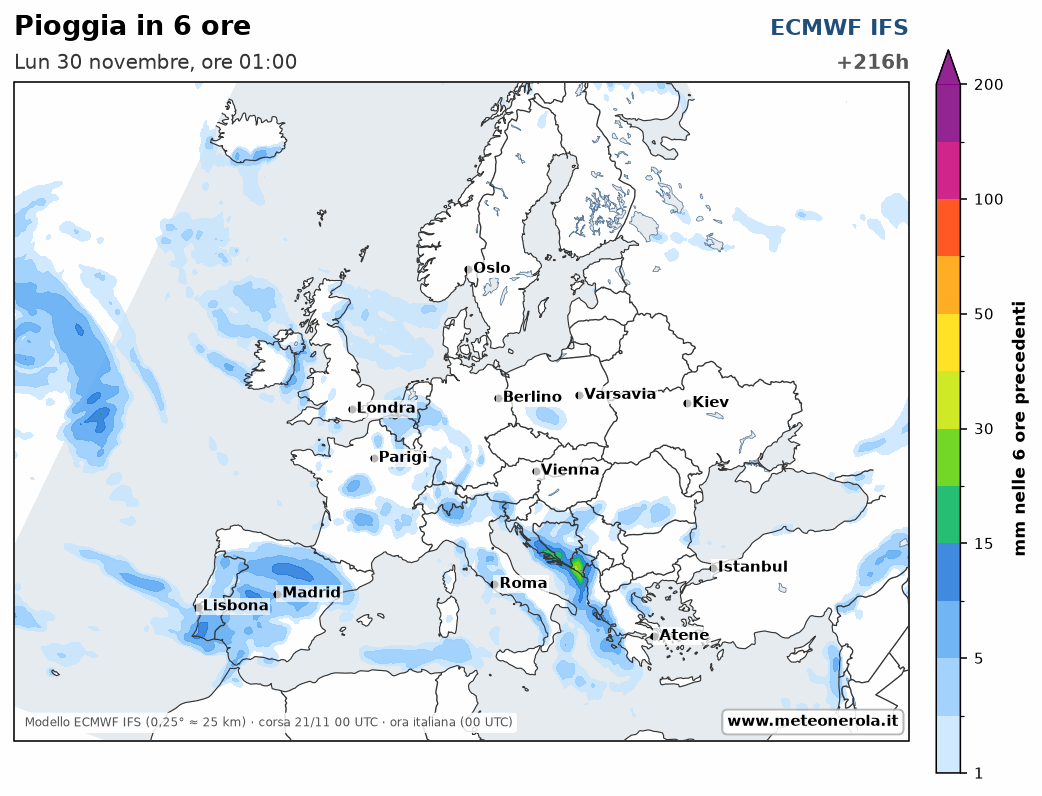 Pioggia in 6 ore
ECMWF IFS
Lun 30 novembre, ore 01:00
+216h
200
100
50
30
15
5
1
mm nelle 6 ore precedenti
Oslo
Berlino
Varsavia
Kiev
Londra
Parigi
Vienna
Istanbul
Roma
Madrid
Lisbona
Atene
Modello ECMWF IFS (0,25° ≈ 25 km) · corsa 21/11 00 UTC · ora italiana (00 UTC)
www.meteonerola.it